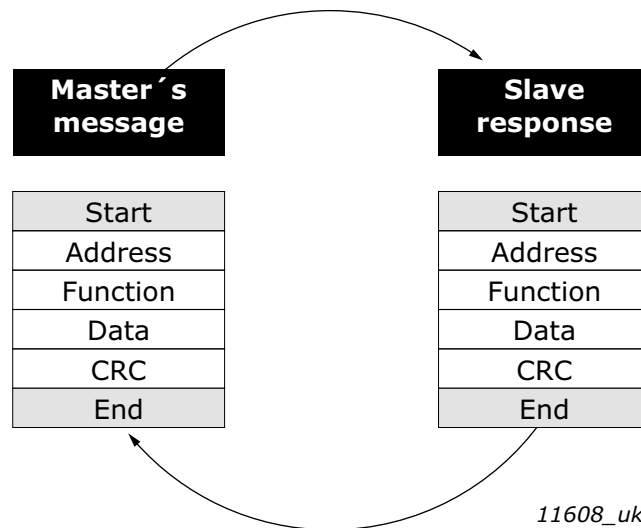 Master´s
message
Slave
response
Start
Address
Function
Data
CRC
End
Start
Address
Function
Data
CRC
End
11608_uk